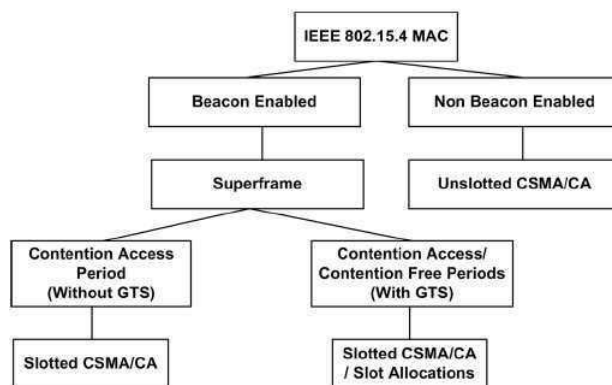 IEEE 802.15.4 MAC
Beacon Enabled
Non Beacon Enabled
Superframe
Unslotted CSMA/CA
Contention Access
Period
(Without GTS)
Contention Access/
Contention Free Periods
(With GTS)
Slotted CSMA/CA
Slotted CSMA/CA
/ Slot Allocations